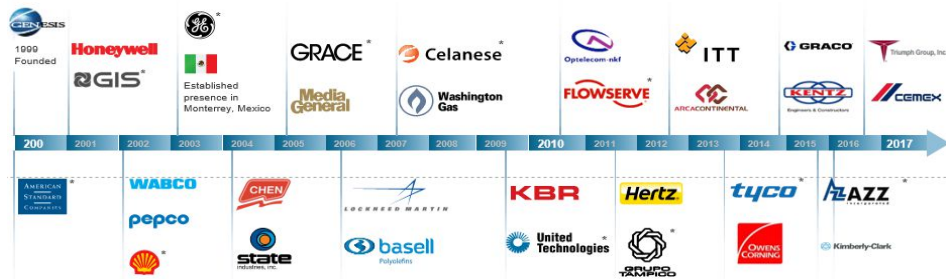 GENESIS
1999
Founded
Honeywell
GIS*
GE*
Established
presence in
Monterrey, Mexico
GRACE*
Media
General
Celanese*
Washington
Gas
Optelecom-nkf
FLOWSERVE*
ITT
ARCACONTINENTAL
GRACO
KENTZ
Engineers & Constructors
Triumph Group, Inc
CEMEX
200 2001 2002 2003 2004 2005 2006 2007 2008 2009 2010 2011 2012 2013 2014 2015 2016 2017
AMERICAN
STANDARD
COMPANIES
*
WABCO
pepco
*
CHEN
state
industries, inc.
LOCKHEED MARTIN
basell
Polyolefins
KBR
United
Technologies*
Hertz
*
GRUPO
TAMPICO
tyco*
OWENS
CORNING
AZZ*
incorporated
Kimberly-Clark